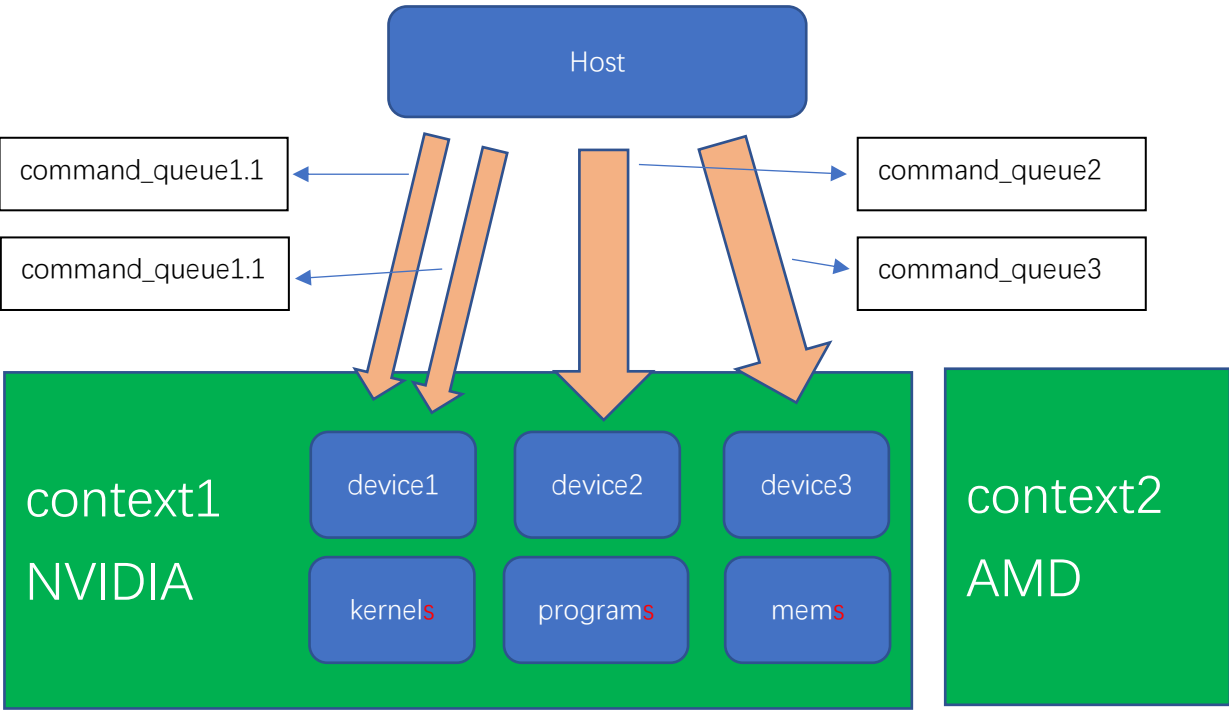 Host
command_queue1.1
command_queue2
command_queue1.1
command_queue3
context1
NVIDIA
device1
device2
device3
kernels
programs
mems
context2
AMD